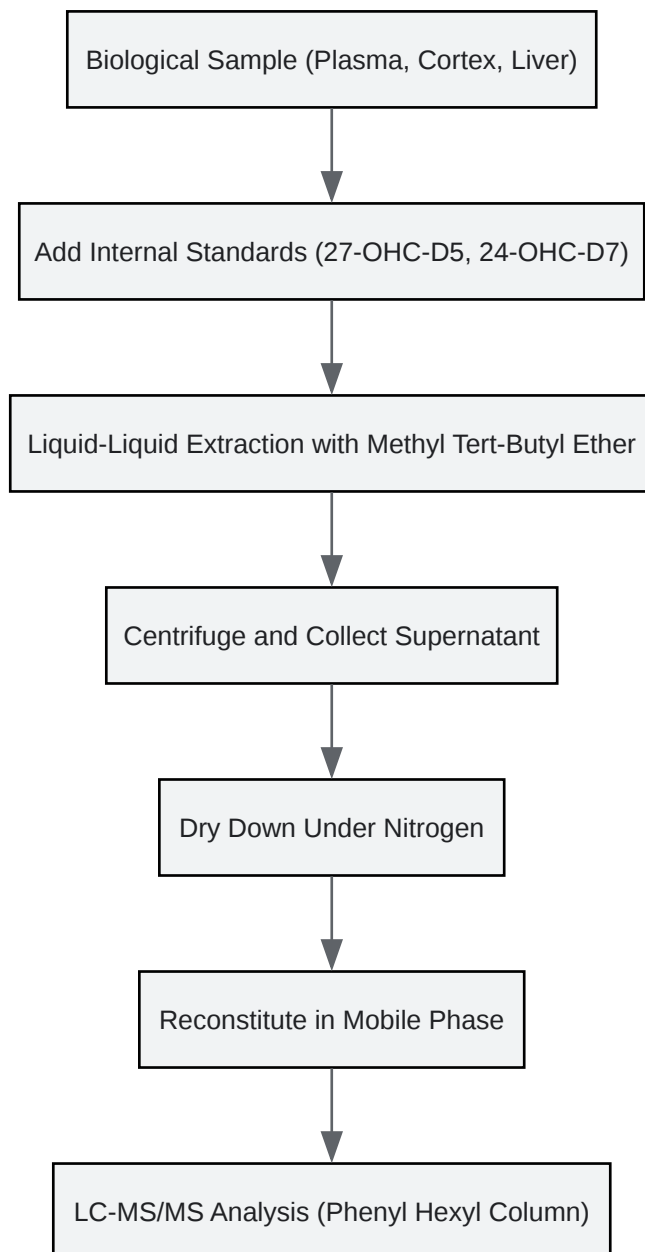 Biological Sample (Plasma, Cortex, Liver)
Add Internal Standards (27-OHC-D5, 24-OHC-D7)
Liquid-Liquid Extraction with Methyl Tert-Butyl Ether
Centrifuge and Collect Supernatant
Dry Down Under Nitrogen
Reconstitute in Mobile Phase
LC-MS/MS Analysis (Phenyl Hexyl Column)